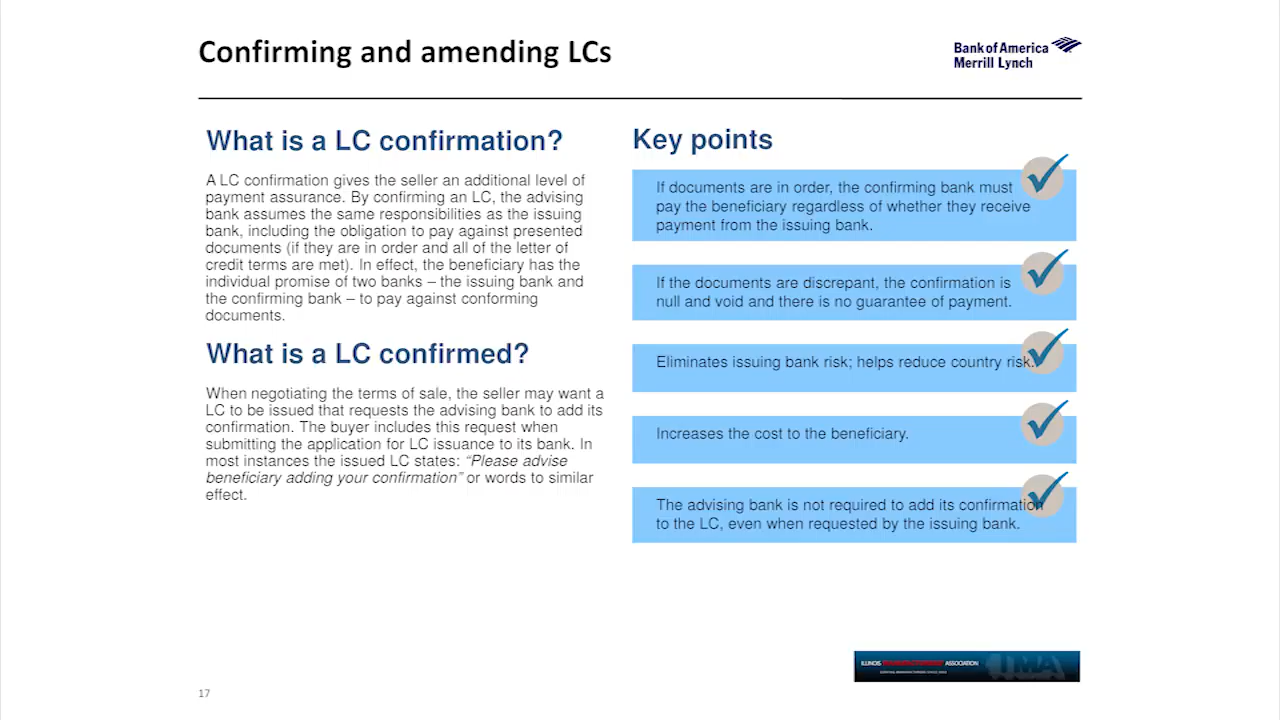 Confirming and amending LCs
Bank of America
Merrill Lynch
What is a LC confirmation?
A LC confirmation gives the seller an additional level of
payment assurance. By confirming an LC, the advising
bank assumes the same responsibilities as the issuing
bank, including the obligation to pay against presented
documents (if they are in order and all of the letter of
credit terms are met). In effect, the beneficiary has the
individual promise of two banks – the issuing bank and
the confirming bank – to pay against conforming
documents.
What is a LC confirmed?
When negotiating the terms of sale, the seller may want a
LC to be issued that requests the advising bank to add its
confirmation. The buyer includes this request when
submitting the application for LC issuance to its bank. In
most instances the issued LC states: “Please advise
beneficiary adding your confirmation” or words to similar
effect.
Key points
If documents are in order, the confirming bank must
pay the beneficiary regardless of whether they receive
payment from the issuing bank.
If the documents are discrepant, the confirmation is
null and void and there is no guarantee of payment.
Eliminates issuing bank risk; helps reduce country risk.
Increases the cost to the beneficiary.
The advising bank is not required to add its confirmation
to the LC, even when requested by the issuing bank.
ILLINOIS ASSOCIATION
IMA
17